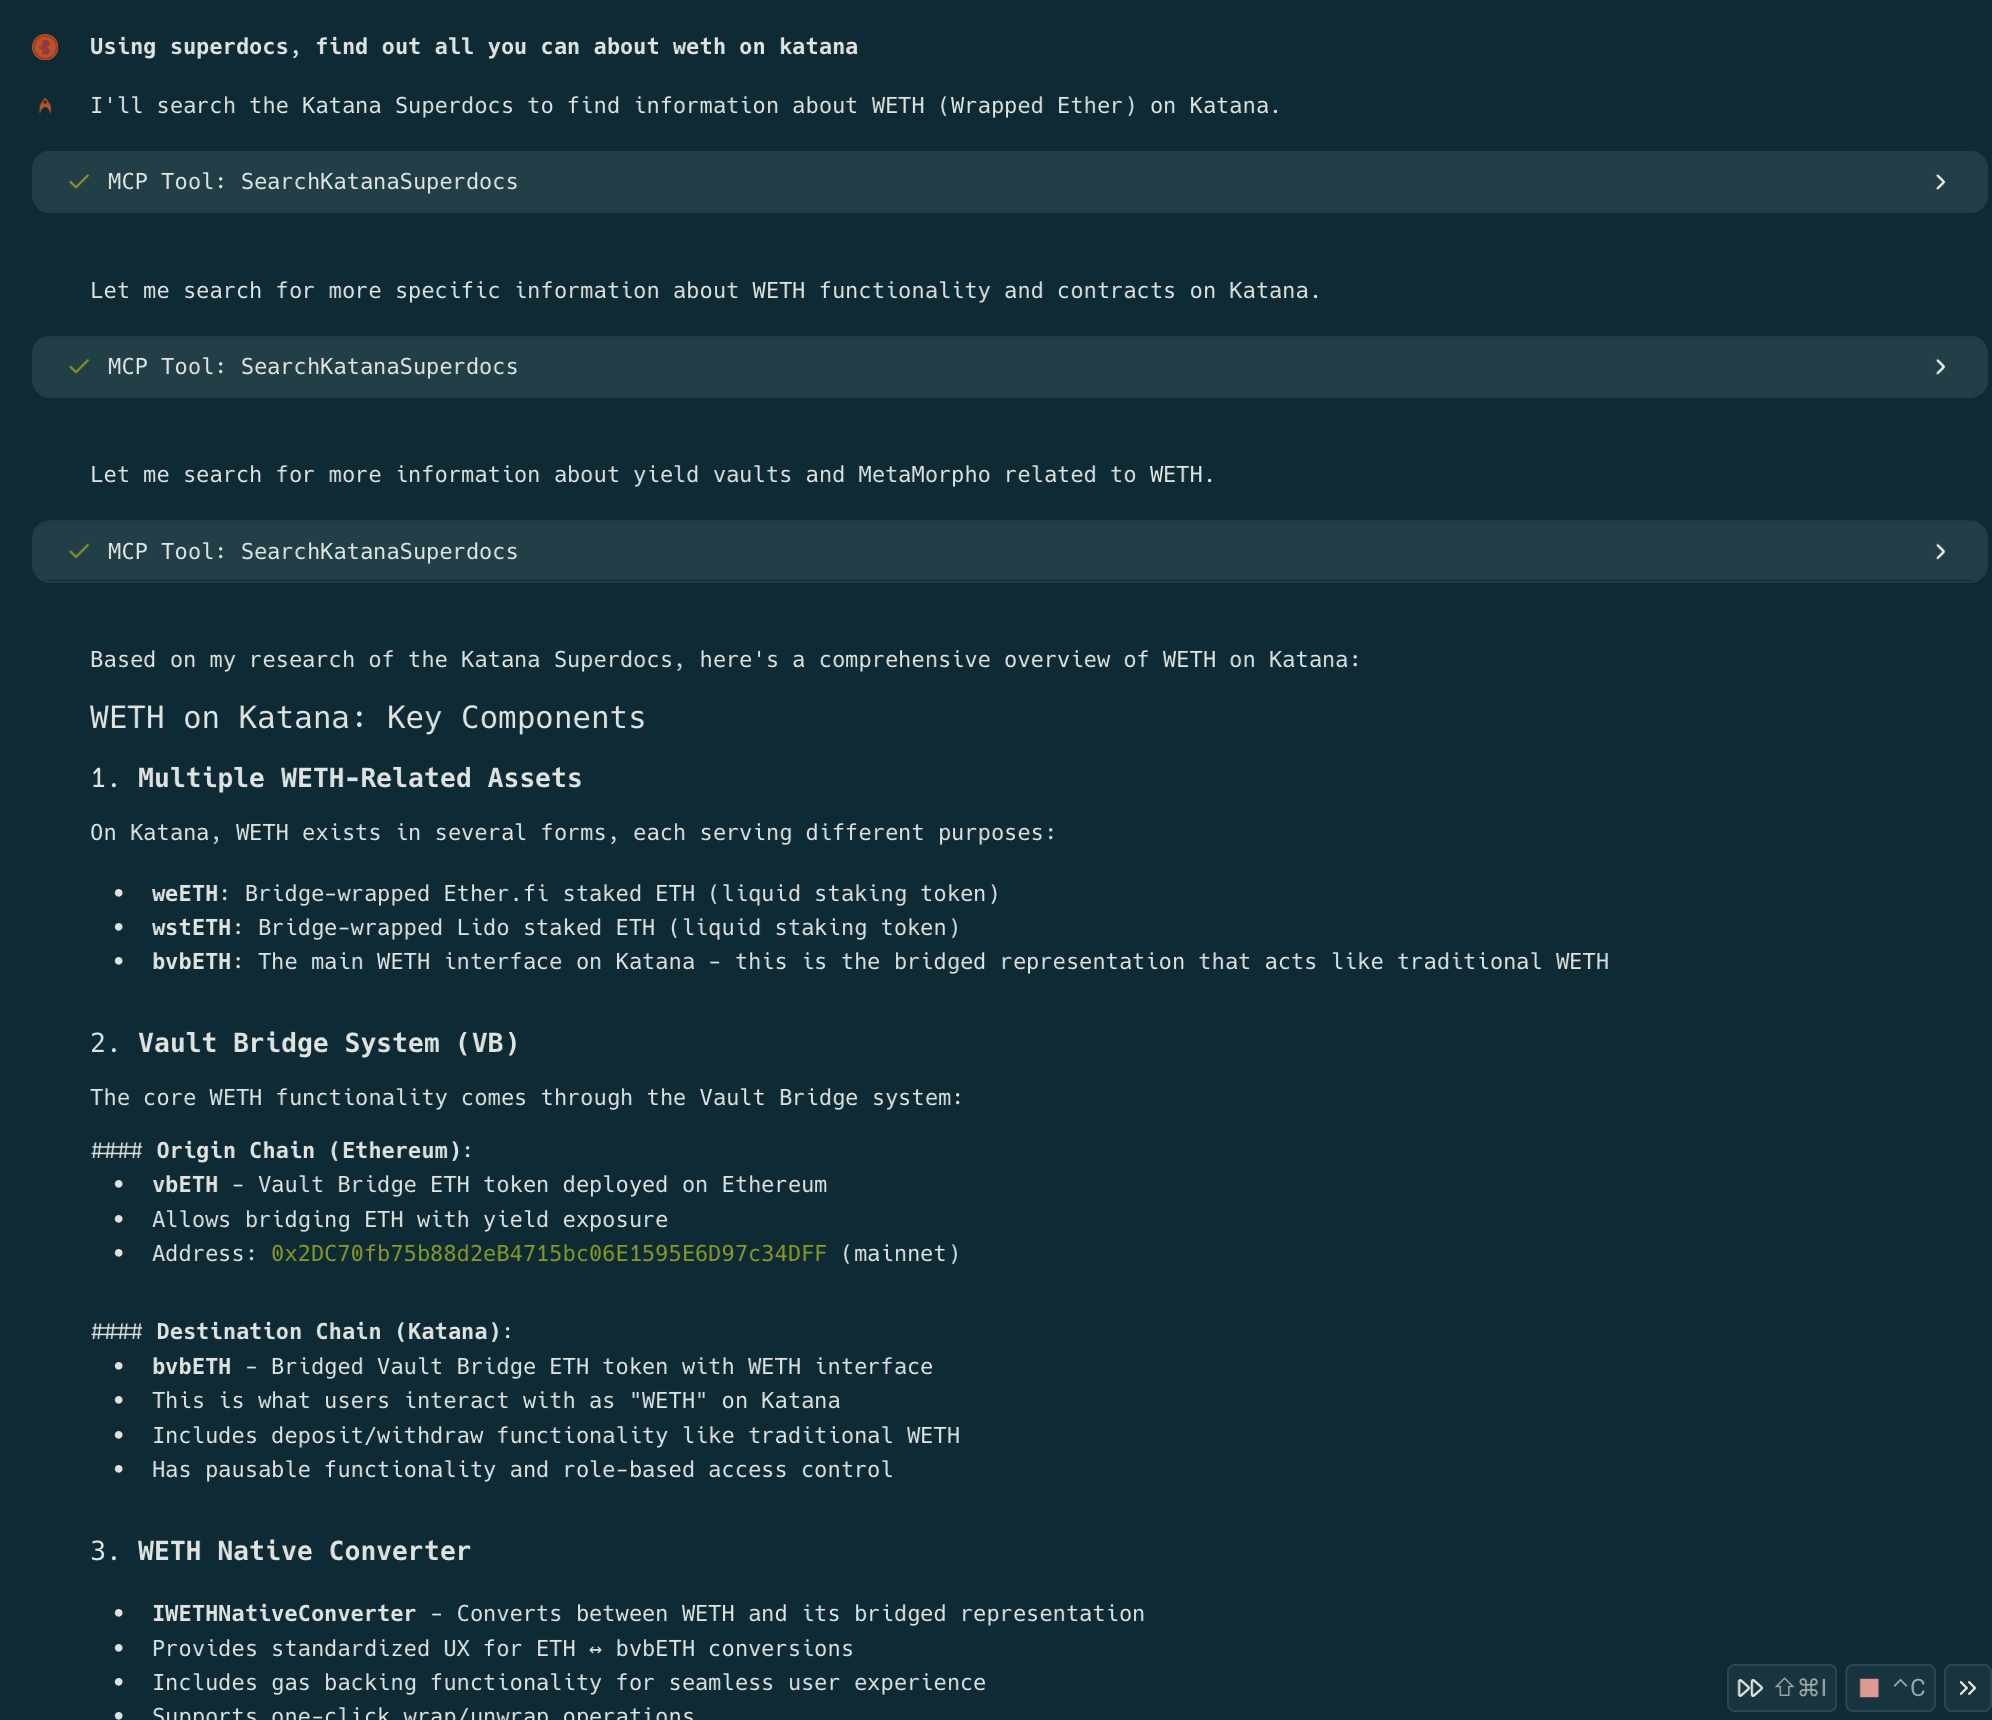 Using superdocs, find out all you can about weth on katana
I'll search the Katana Superdocs to find information about WETH (Wrapped Ether) on Katana.
✓ MCP Tool: SearchKatanaSuperdocs
Let me search for more specific information about WETH functionality and contracts on Katana.
✓ MCP Tool: SearchKatanaSuperdocs
Let me search for more information about yield vaults and MetaMorpho related to WETH.
✓ MCP Tool: SearchKatanaSuperdocs
Based on my research of the Katana Superdocs, here's a comprehensive overview of WETH on Katana:
WETH on Katana: Key Components
1. Multiple WETH-Related Assets
On Katana, WETH exists in several forms, each serving different purposes:
• weETH: Bridge-wrapped Ether.fi staked ETH (liquid staking token)
• wstETH: Bridge-wrapped Lido staked ETH (liquid staking token)
• bvbETH: The main WETH interface on Katana - this is the bridged representation that acts like traditional WETH
2. Vault Bridge System (VB)
The core WETH functionality comes through the Vault Bridge system:
#### Origin Chain (Ethereum):
• vbETH - Vault Bridge ETH token deployed on Ethereum
• Allows bridging ETH with yield exposure
• Address: 0x2DC70fb75b88d2eB4715bc06E1595E6D97c34DFF (mainnet)
#### Destination Chain (Katana):
• bvbETH - Bridged Vault Bridge ETH token with WETH interface
• This is what users interact with as "WETH" on Katana
• Includes deposit/withdraw functionality like traditional WETH
• Has pausable functionality and role-based access control
3. WETH Native Converter
• IWETHNativeConverter - Converts between WETH and its bridged representation
• Provides standardized UX for ETH ↔ bvbETH conversions
• Includes gas backing functionality for seamless user experience
• Supports one-click wrap/unwrap operations
⇧⌘I ^C